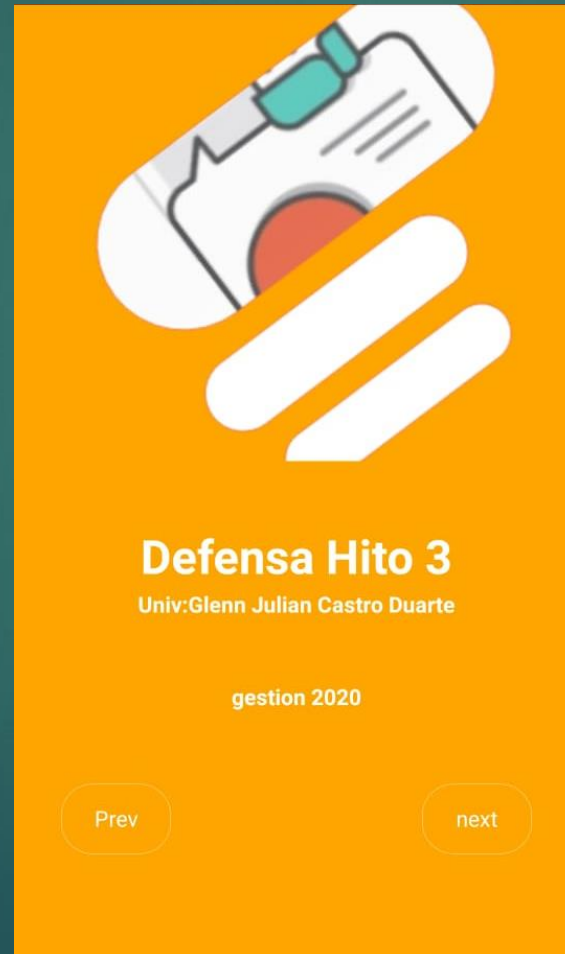 Defensa Hito 3
Univ:Glenn Julian Castro Duarte
gestion 2020
Prev
next